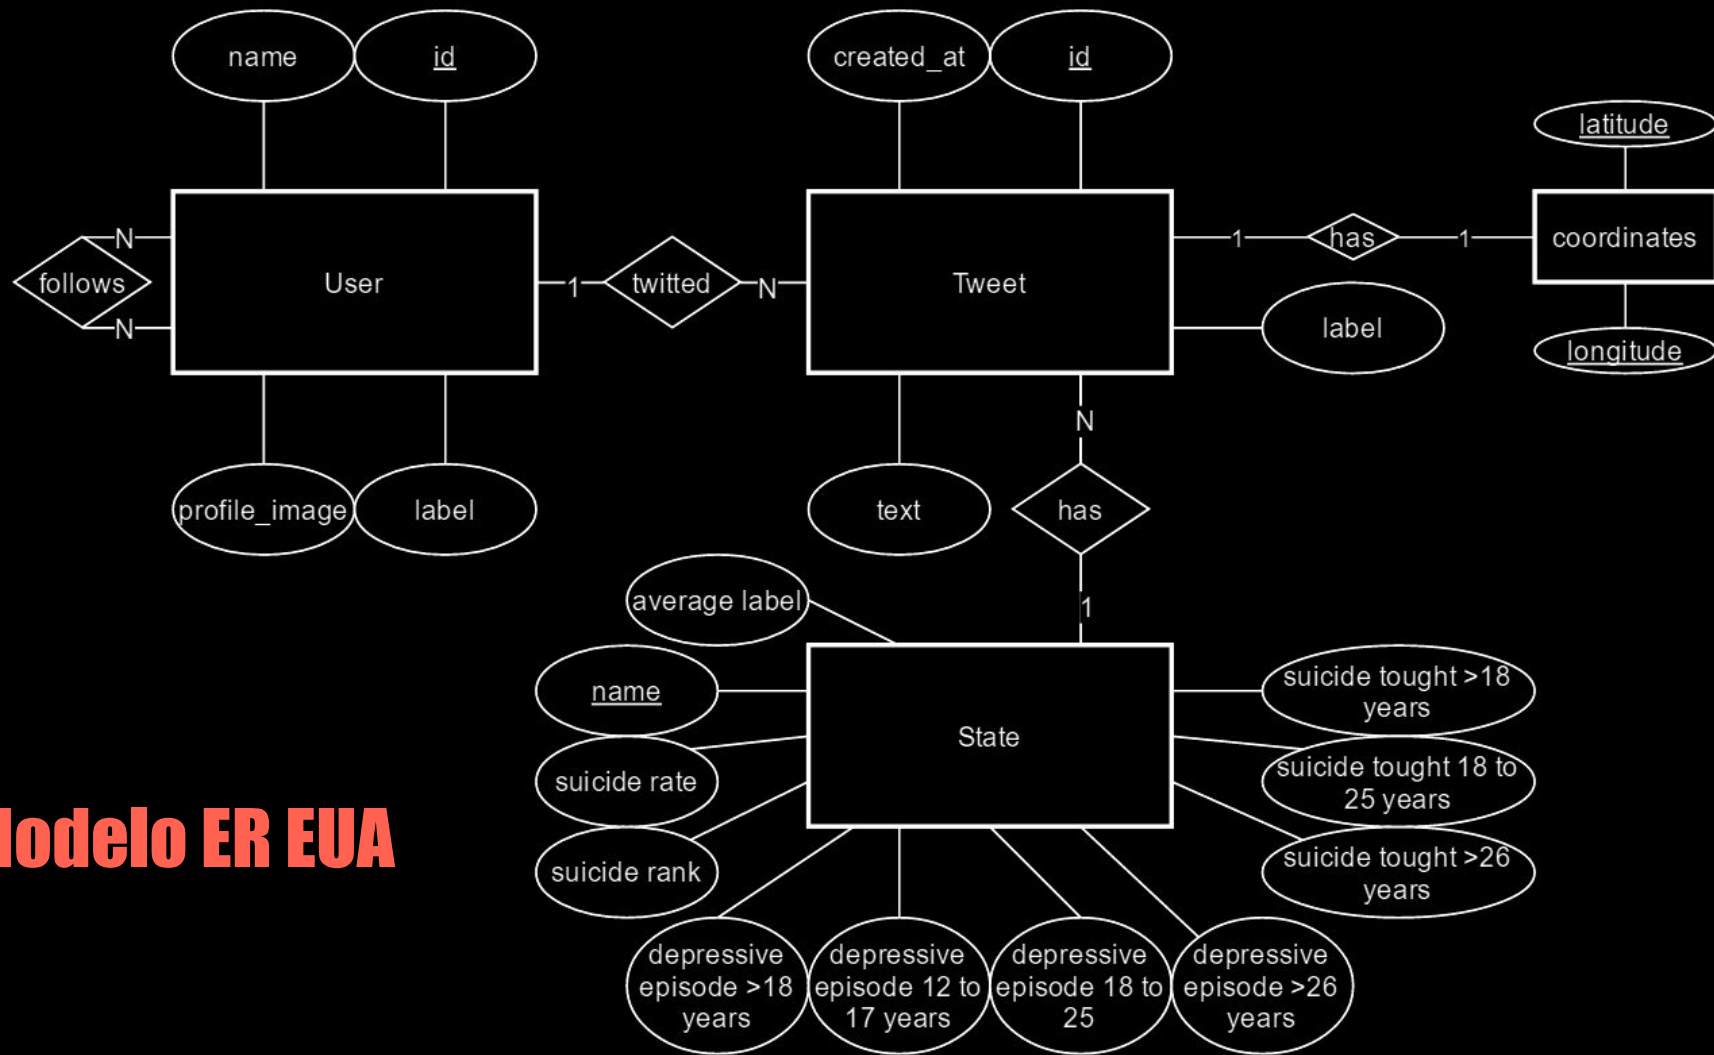 name
id
created_at
id
latitude
N
follows
N
User
1
twitted
N
Tweet
1
has
1
coordinates
label
longitude
profile_image
label
text
N
has
1
average label
name
suicide rate
suicide rank
State
suicide tought >18
years
suicide tought 18 to
25 years
suicide tought >26
years
lodelo ER EUA
depressive
episode >18
years
depressive
episode 12 to
17 years
depressive
episode 18 to
25
depressive
episode >26
years